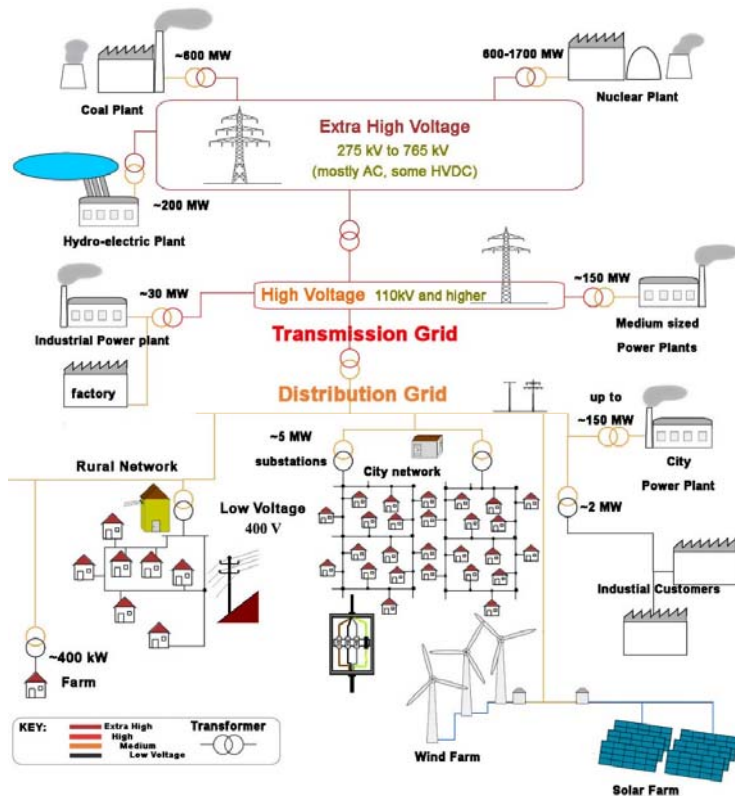 ~600 MW
600-1700 MW
Coal Plant
Nuclear Plant
Extra High Voltage
275 kV to 765 kV
(mostly AC, some HVDC)
~200 MW
Hydro-electric Plant
~30 MW
High Voltage 110kV and higher
~150 MW
Industrial Power plant
Medium sized
Power Plants
Transmission Grid
factory
Distribution Grid
up to
~150 MW
~5 MW
substations
City network
Rural Network
City
Power Plant
Low Voltage
400 V
~2 MW
Industial Customers
~400 kW
Farm
KEY:
Extra High
High
Medium
Low Voltage
Transformer
Wind Farm
Solar Farm